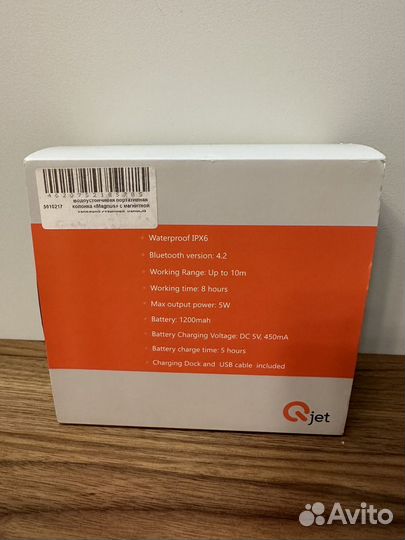 водоустойчивая портативная
5610217 колонка «Magnus» с магнитной
Waterproof IPX6
Bluetooth version: 4.2
Working Range: Up to 10m
Working time: 8 hours
Max output power: 5W
Battery: 1200mah
Battery Charging Voltage: DC 5V, 450mA
Battery charge time: 5 hours
Charging Dock and USB cable included
Qjet
Avito